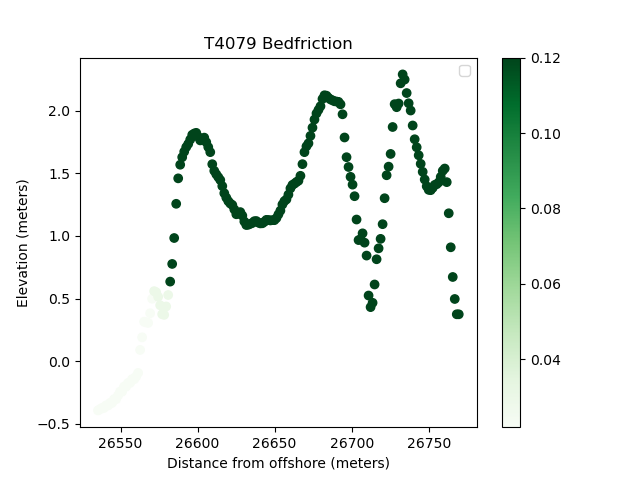 T4079 Bedfriction
Elevation (meters)
2.0
1.5
1.0
0.5
0.0
−0.5
26550 26600 26650 26700 26750
Distance from offshore (meters)
0.12
0.10
0.08
0.06
0.04